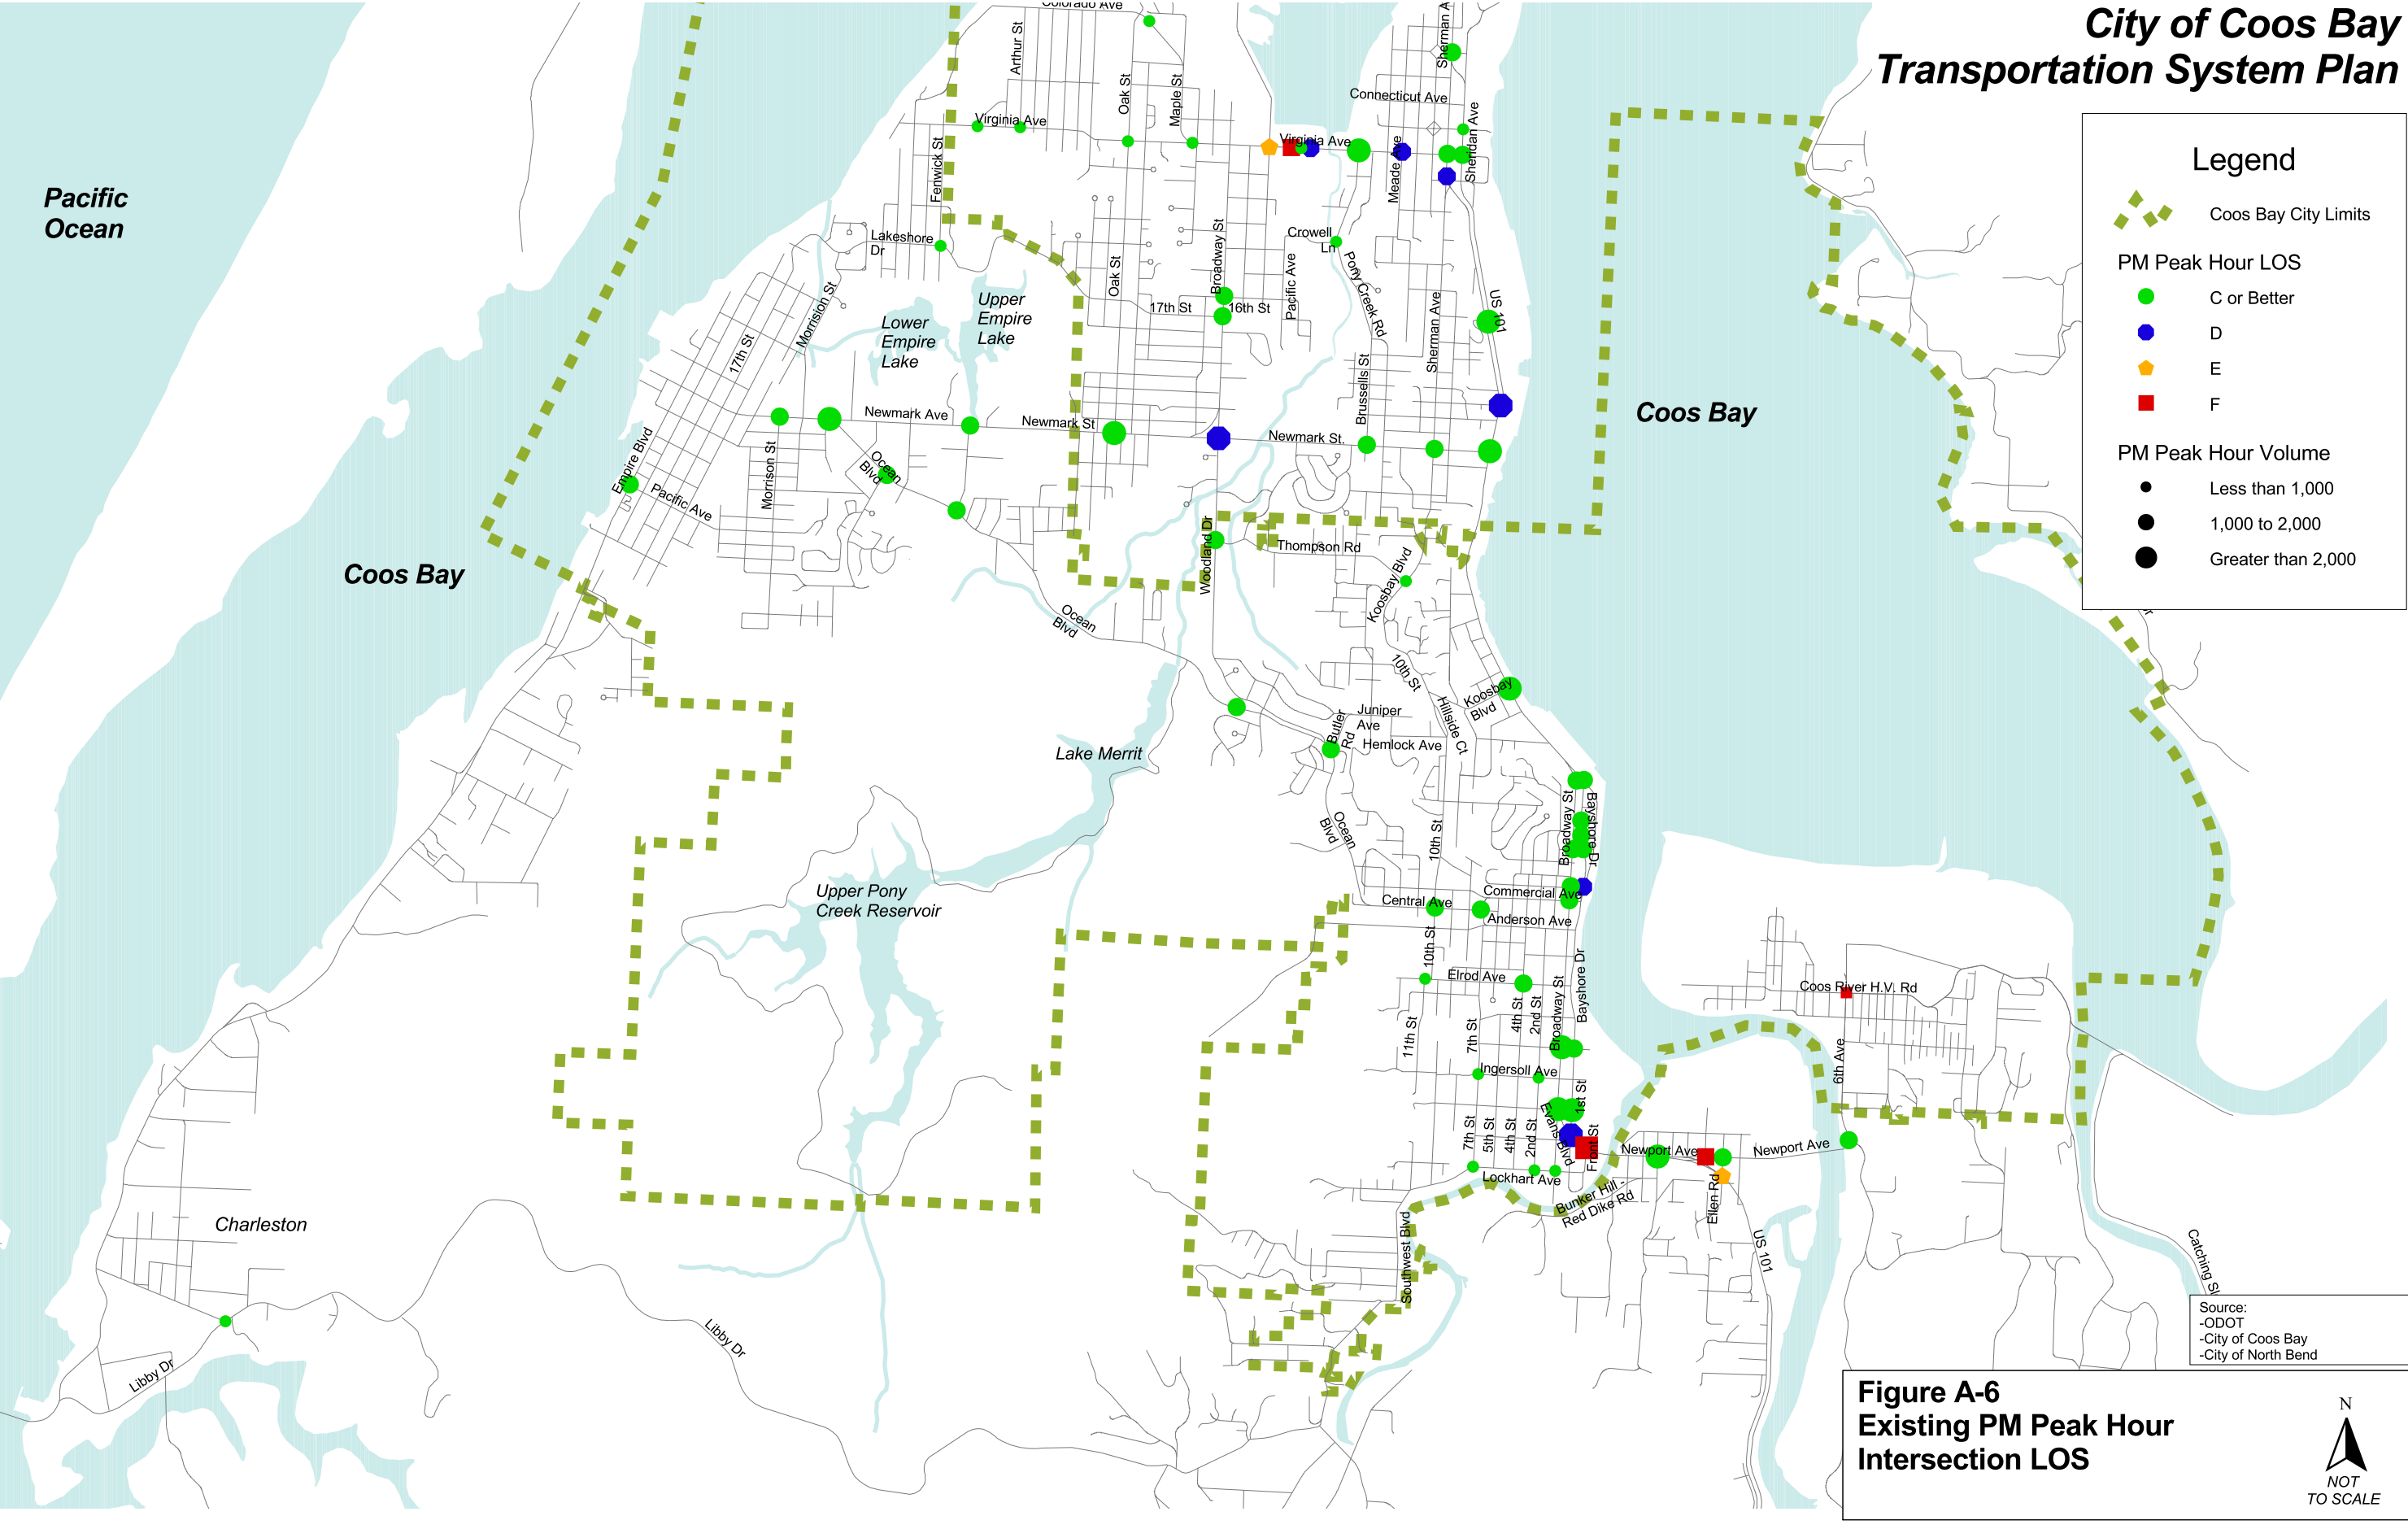 City of Coos Bay
Transportation System Plan
Legend
Coos Bay City Limits
PM Peak Hour LOS
C or Better
D
E
F
PM Peak Hour Volume
Less than 1,000
1,000 to 2,000
Greater than 2,000
Colorado Ave
Arthur St
Oak St
Maple St
Sherman A
Connecticut Ave
Sheridan Ave
Virginia Ave
Virginia Ave
Meade Ave
Fenwick St
Pacific
Ocean
Lakeshore
Dr
Crowell
Ln
Broadway St
Oak St
Pacific Ave
Pony Creek Rd
Morrision St
Upper
Empire
Lake
Lower
Empire
Lake
17th St
16th St
17th St
Sherman Ave
US 101
Brussells St
Newmark Ave
Newmark St
Newmark St.
Coos Bay
Empire Blvd
Pacific Ave
Morrison St
Ocean
Blvd
Woodland Dr
Thompson Rd
Koosbay Blvd
Coos Bay
Ocean
Blvd
10th St
Koosbay
Blvd
Hillside Ct
Juniper
Ave
Butler
Rd
Hemlock Ave
Lake Merrit
Ocean
Blvd
10th St
Broadway St
Bayshore Dr
Upper Pony
Creek Reservoir
Commercial Ave
Central Ave
Anderson Ave
10th St
Elrod Ave
Broadway St
Bayshore Dr
Coos River H.V. Rd
11th St
7th St
4th St
2nd St
6th Ave
Ingersoll Ave
1st St
Evans Blvd
Front St
7th St
5th St
4th St
2nd St
Newport Ave
Newport Ave
Lockhart Ave
Bunker Hill -
Red Dike Rd
Ellen Rd
Southwest Blvd
US 101
Charleston
Libby Dr
Libby Dr
Catching Sl
Source:
-ODOT
-City of Coos Bay
-City of North Bend
Figure A-6
Existing PM Peak Hour
Intersection LOS
N
NOT
TO SCALE